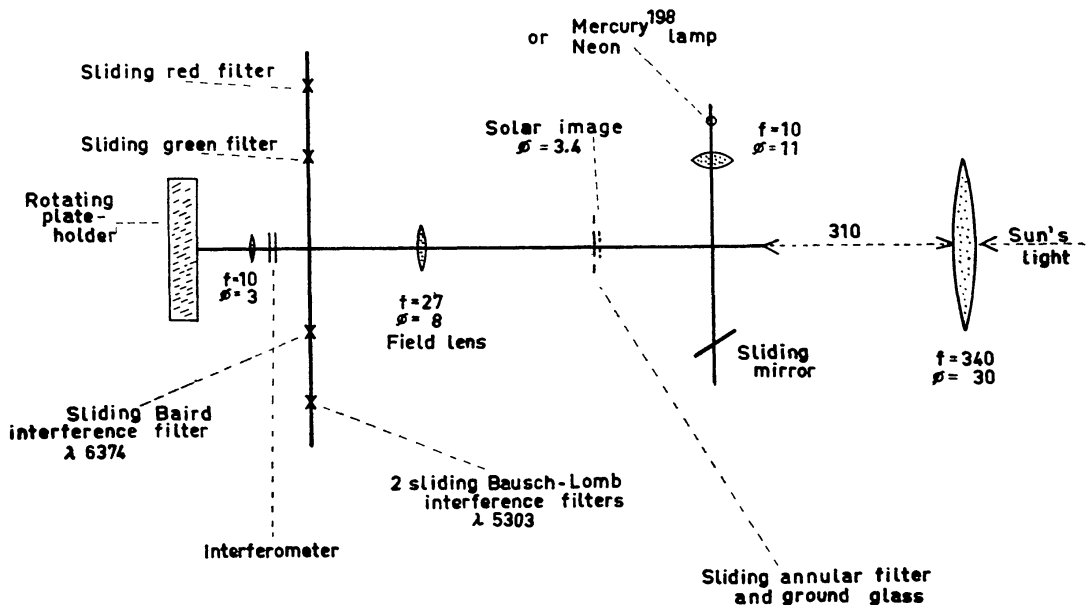 Mercury198 lamp
or Neon
Sliding red filter
Sliding green filter
Solar image
ø = 3.4
f=10
ø= 11
Rotating
plate-
holder
310
Sun's
light
f=10
ø= 3
f=27
ø= 8
Field lens
Sliding
mirror
f=340
ø= 30
Sliding Baird
interference filter
λ 6374
2 sliding Bausch-Lomb
interference filters
λ 5303
Interferometer
Sliding annular filter
and ground glass